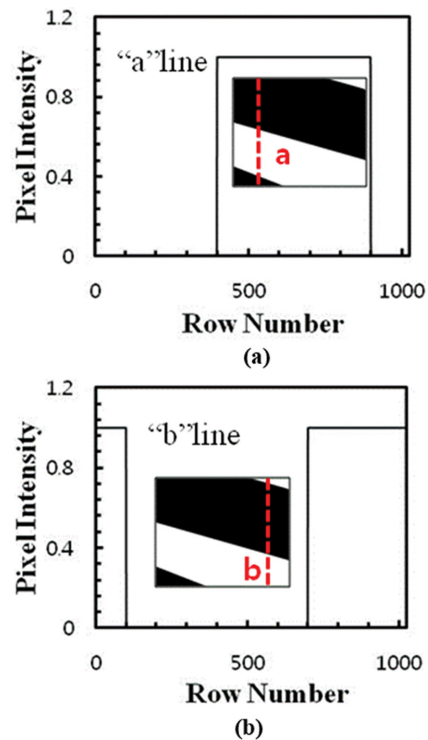 1.2
"a"line
0.8
a
0.4
0
Pixel Intensity
0 500 1000
Row Number
(a)
1.2
"b"line
0.8
0.4
b
0
Pixel Intensity
0 500 1000
Row Number
(b)